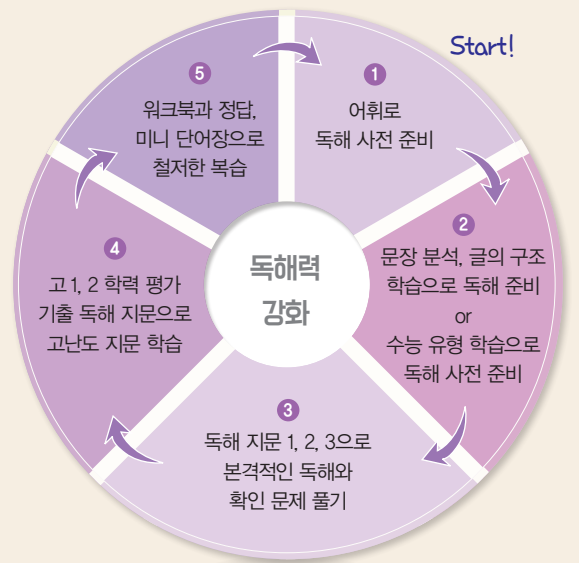 Start!
1
어휘로
독해 사전 준비
2
문장 분석, 글의 구조
학습으로 독해 준비
or
수능 유형 학습으로
독해 사전 준비
3
독해 지문 1, 2, 3으로
본격적인 독해와
확인 문제 풀기
4
고 1, 2 학력 평가
기출 독해 지문으로
고난도 지문 학습
5
워크북과 정답,
미니 단어장으로
철저한 복습
독해력
강화